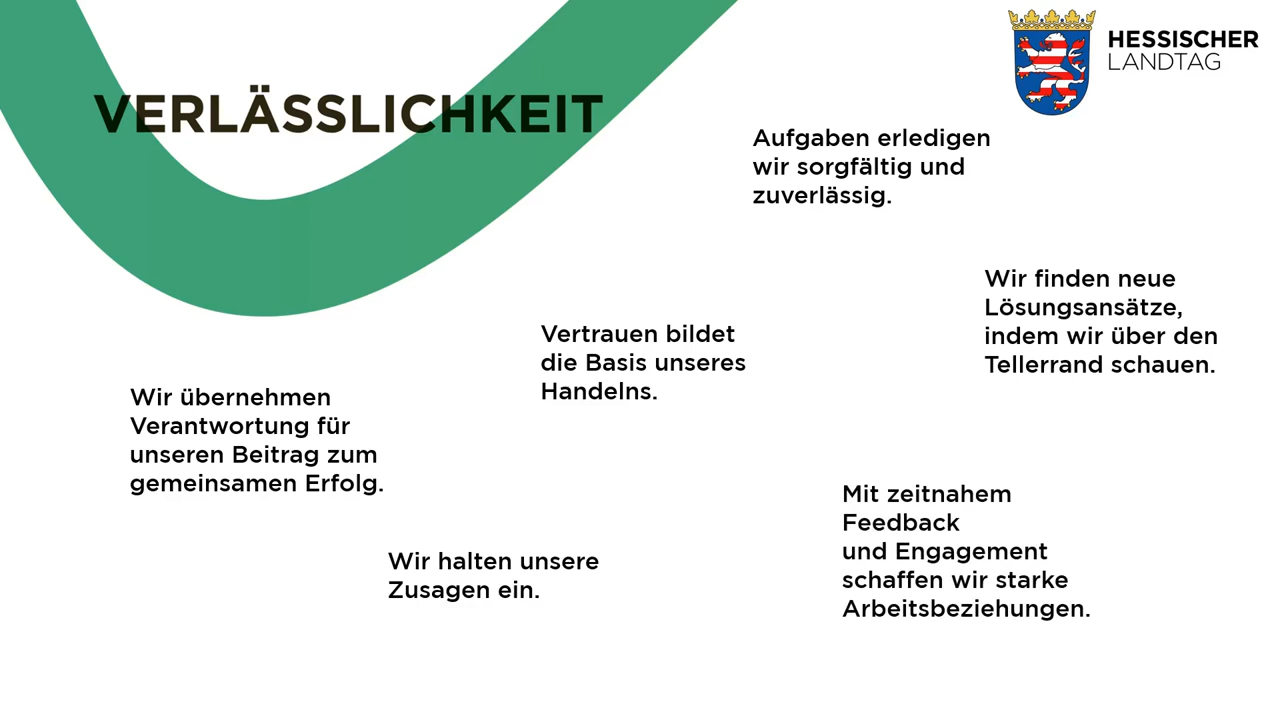 VERLÄSSLICHKEIT
HESSISCHER
LANDTAG
Aufgaben erledigen
wir sorgfältig und
zuverlässig.
Wir finden neue
Lösungsansätze,
indem wir über den
Tellerrand schauen.
Vertrauen bildet
die Basis unseres
Handelns.
Wir übernehmen
Verantwortung für
unseren Beitrag zum
gemeinsamen Erfolg.
Mit zeitnahem
Feedback
und Engagement
schaffen wir starke
Arbeitsbeziehungen.
Wir halten unsere
Zusagen ein.